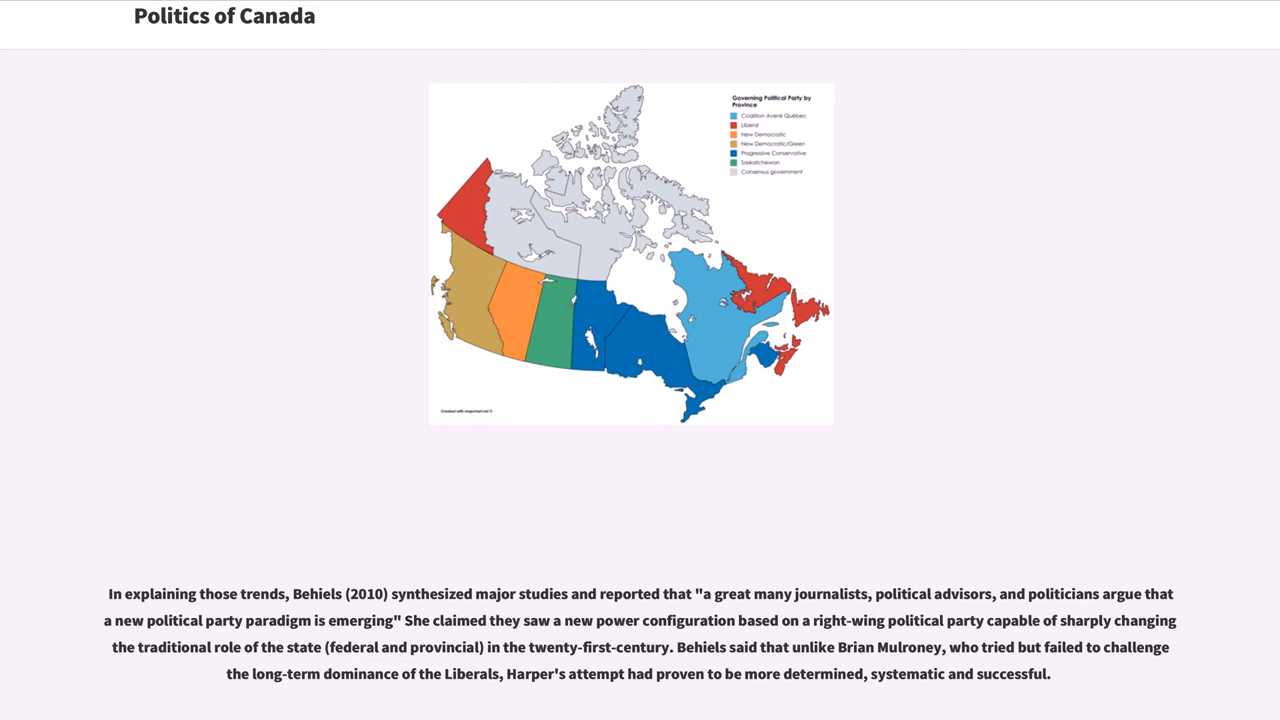 Politics of Canada
Governing Political Party by
Province
Coalition Avenir Québec
Liberal
New Democratic
New Democratic/Green
Progressive Conservative
Saskatchewan
Consensus government
Created with mapchart.net ©
In explaining those trends, Behiels (2010) synthesized major studies and reported that "a great many journalists, political advisors, and politicians argue that
a new political party paradigm is emerging" She claimed they saw a new power configuration based on a right-wing political party capable of sharply changing
the traditional role of the state (federal and provincial) in the twenty-first-century. Behiels said that unlike Brian Mulroney, who tried but failed to challenge
the long-term dominance of the Liberals, Harper's attempt had proven to be more determined, systematic and successful.